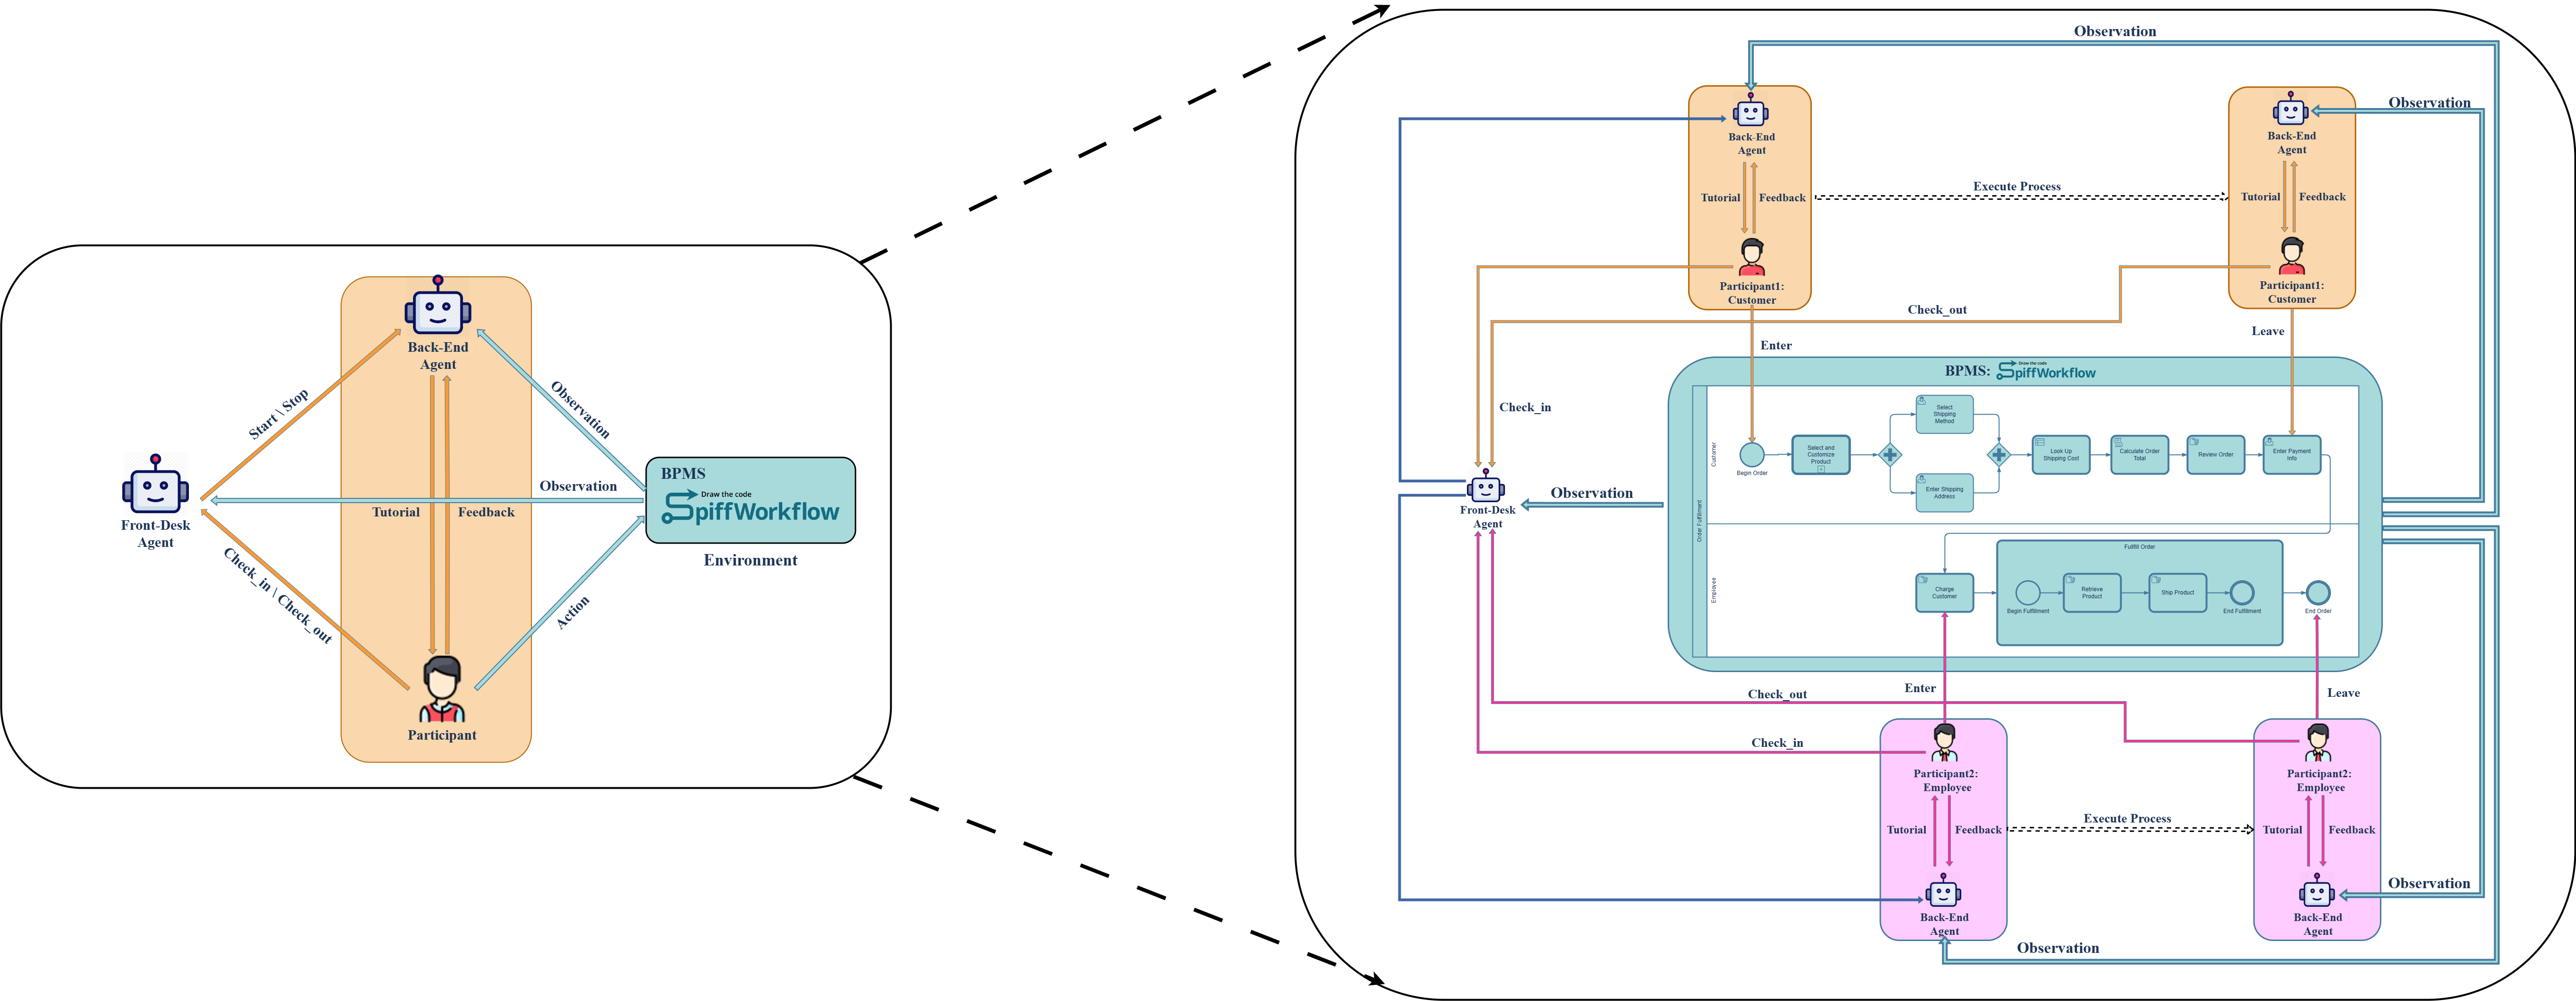 Back-End
Agent
Start \ Stop
Observation
Front-Desk
Agent
Observation
Tutorial
Feedback
BPMS
Draw the code
SpiffWorkflow
Environment
Check_in \ Check_out
Action
Participant
Observation
Back-End
Agent
Tutorial
Feedback
Participant1:
Customer
Execute Process
Observation
Back-End
Agent
Tutorial
Feedback
Participant1:
Customer
Check_out
Enter
Leave
Check_in
Front-Desk
Agent
Observation
BPMS:
Draw the code
SpiffWorkflow
Order Fulfillment
Customer
Begin Order
Select and
Customize
Product
Select
Shipping
Method
Enter Shipping
Address
Look Up
Shipping Cost
Calculate Order
Total
Review Order
Enter Payment
Info
Employee
Charge
Customer
Fullfill Order
Begin Fulfillment
Retrieve
Product
Ship Product
End Fulfillment
End Order
Enter
Leave
Check_out
Check_in
Participant2:
Employee
Tutorial
Feedback
Back-End
Agent
Execute Process
Participant2:
Employee
Tutorial
Feedback
Back-End
Agent
Observation
Observation